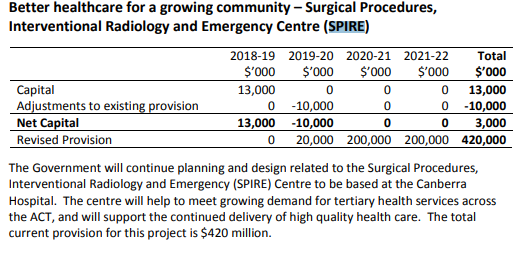 Better healthcare for a growing community – Surgical Procedures,
Interventional Radiology and Emergency Centre (SPIRE)
2018-19 2019-20 2020-21 2021-22 Total
$'000 $'000 $'000 $'000 $'000
Capital 13,000 0 0 0 13,000
Adjustments to existing provision 0 -10,000 0 0 -10,000
Net Capital 13,000 -10,000 0 0 3,000
Revised Provision 0 20,000 200,000 200,000 420,000
The Government will continue planning and design related to the Surgical Procedures,
Interventional Radiology and Emergency (SPIRE) Centre to be based at the Canberra
Hospital. The centre will help to meet growing demand for tertiary health services across
the ACT, and will support the continued delivery of high quality health care. The total
current provision for this project is $420 million.